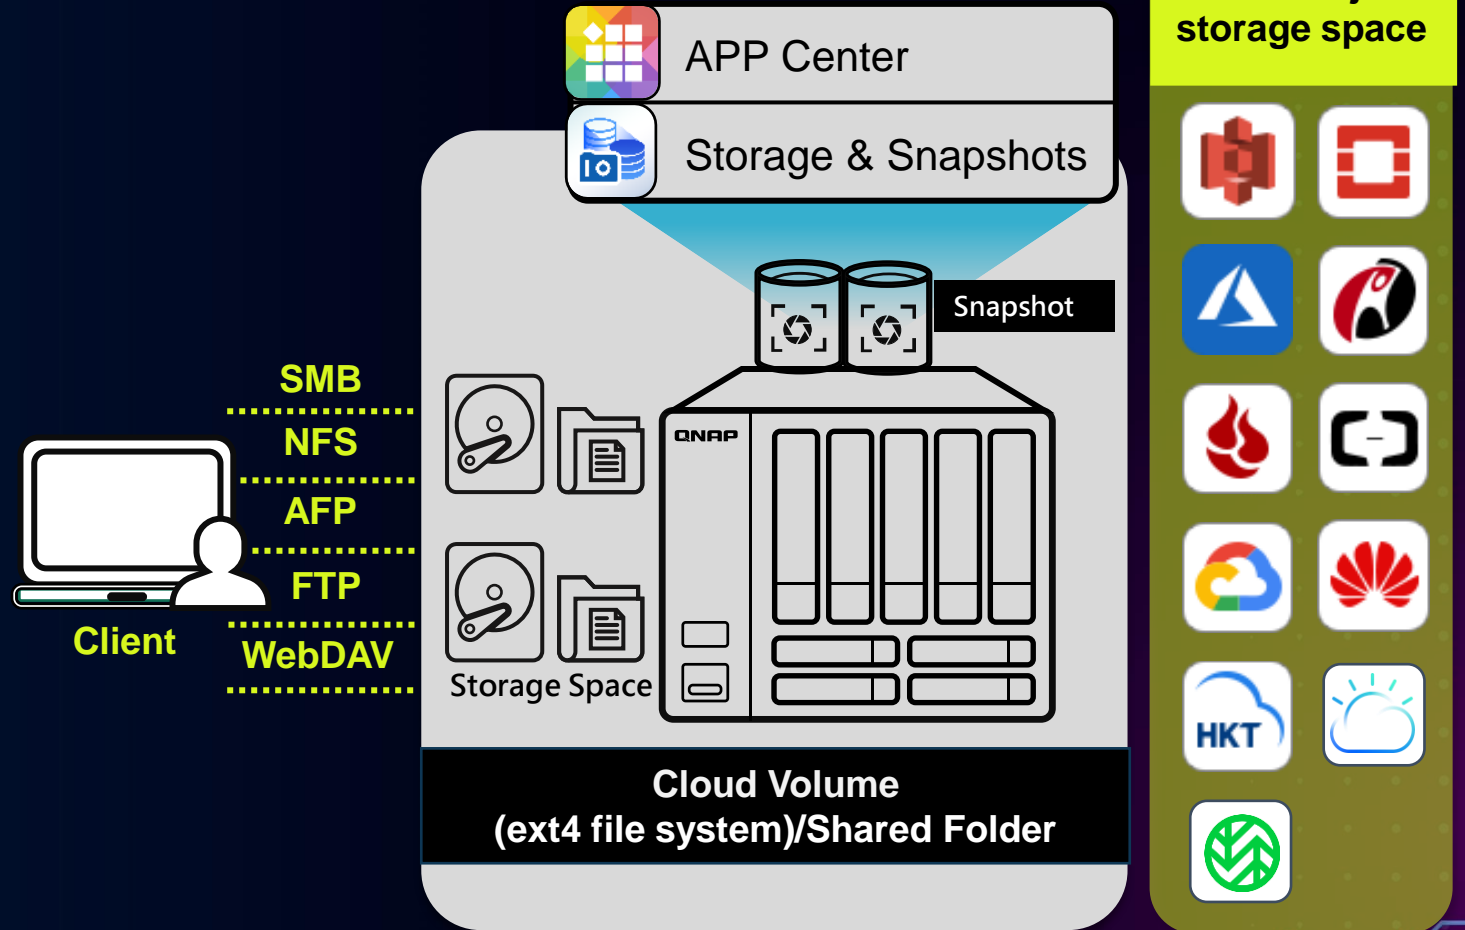 storage space
APP Center
Storage & Snapshots
Snapshot
SMB
NFS
AFP
FTP
WebDAV
Client
QNAP
Storage Space
Cloud Volume
(ext4 file system)/Shared Folder
HKT